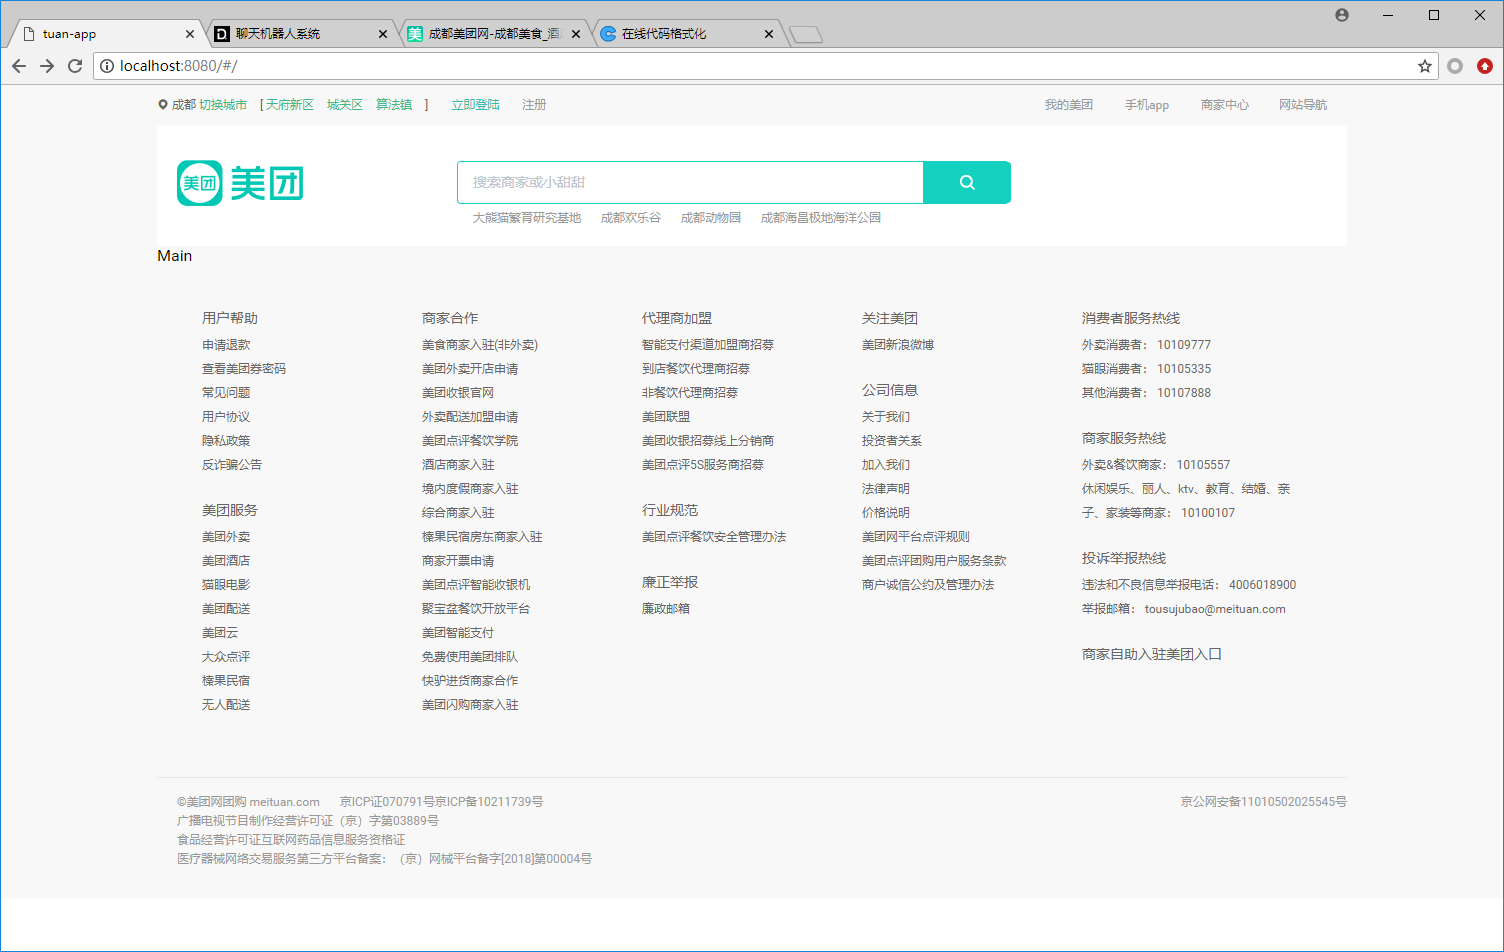 tuan-app
聊天机器人系统
成都美团网-成都美食_酒
在线代码格式化
localhost:8080/#/
成都 切换城市 [ 天府新区 城关区 算法镇 ] 立即登陆 注册 我的美团 手机app 商家中心 网站导航
美团 美团
搜索商家或小甜甜
大熊猫繁育研究基地 成都欢乐谷 成都动物园 成都海昌极地海洋公园
Main
用户帮助
申请退款
查看美团券密码
常见问题
用户协议
隐私政策
反诈骗公告
美团服务
美团外卖
美团酒店
猫眼电影
美团配送
美团云
大众点评
榛果民宿
无人配送
商家合作
美食商家入驻(非外卖)
美团外卖开店申请
美团收银官网
外卖配送加盟申请
美团点评餐饮学院
酒店商家入驻
境内度假商家入驻
综合商家入驻
榛果民宿房东商家入驻
商家开票申请
美团点评智能收银机
聚宝盆餐饮开放平台
美团智能支付
免费使用美团排队
快驴进货商家合作
美团闪购商家入驻
代理商加盟
智能支付渠道加盟商招募
到店餐饮代理商招募
非餐饮代理商招募
美团联盟
美团收银招募线上分销商
美团点评5S服务商招募
行业规范
美团点评餐饮安全管理办法
廉正举报
廉政邮箱
关注美团
美团新浪微博
公司信息
关于我们
投资者关系
加入我们
法律声明
价格说明
美团网平台点评规则
美团点评团购用户服务条款
商户诚信公约及管理办法
消费者服务热线
外卖消费者： 10109777
猫眼消费者： 10105335
其他消费者： 10107888
商家服务热线
外卖&餐饮商家： 10105557
休闲娱乐、丽人、ktv、教育、结婚、亲
子、家装等商家： 10100107
投诉举报热线
违法和不良信息举报电话： 4006018900
举报邮箱： tousujubao@meituan.com
商家自助入驻美团入口
©美团网团购 meituan.com 京ICP证070791号京ICP备10211739号 京公网安备11010502025545号
广播电视节目制作经营许可证（京）字第03889号
食品经营许可证互联网药品信息服务资格证
医疗器械网络交易服务第三方平台备案：（京）网械平台备字[2018]第00004号